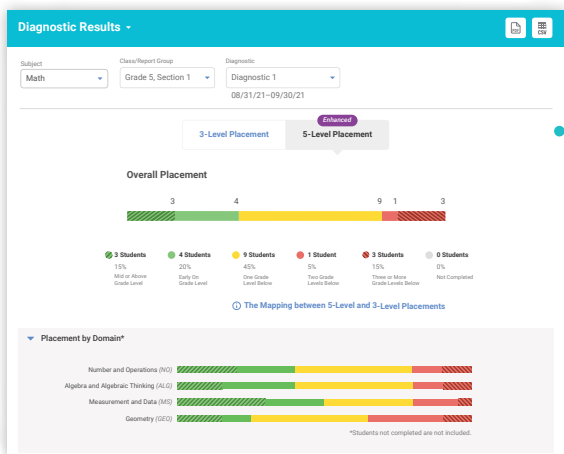 Diagnostic Results
CSV
Subject
Class/Report Group
Diagnostic
Math
Grade 5, Section 1
Diagnostic 1
08/31/21–09/30/21
Enhanced
3-Level Placement
5-Level Placement
Overall Placement
3 4 9 1 3
3 Students 4 Students 9 Students 1 Student 3 Students 0 Students
15% 20% 45% 5% 15% 0%
Mid or Above Early On One Grade Two Grade Three or More Not Completed
Grade Level Grade Level Level Below Levels Below Grade Levels Below
The Mapping between 5-Level and 3-Level Placements
Placement by Domain*
Number and Operations (NO)
Algebra and Algebraic Thinking (ALG)
Measurement and Data (MS)
Geometry (GEO)
*Students not completed are not included.